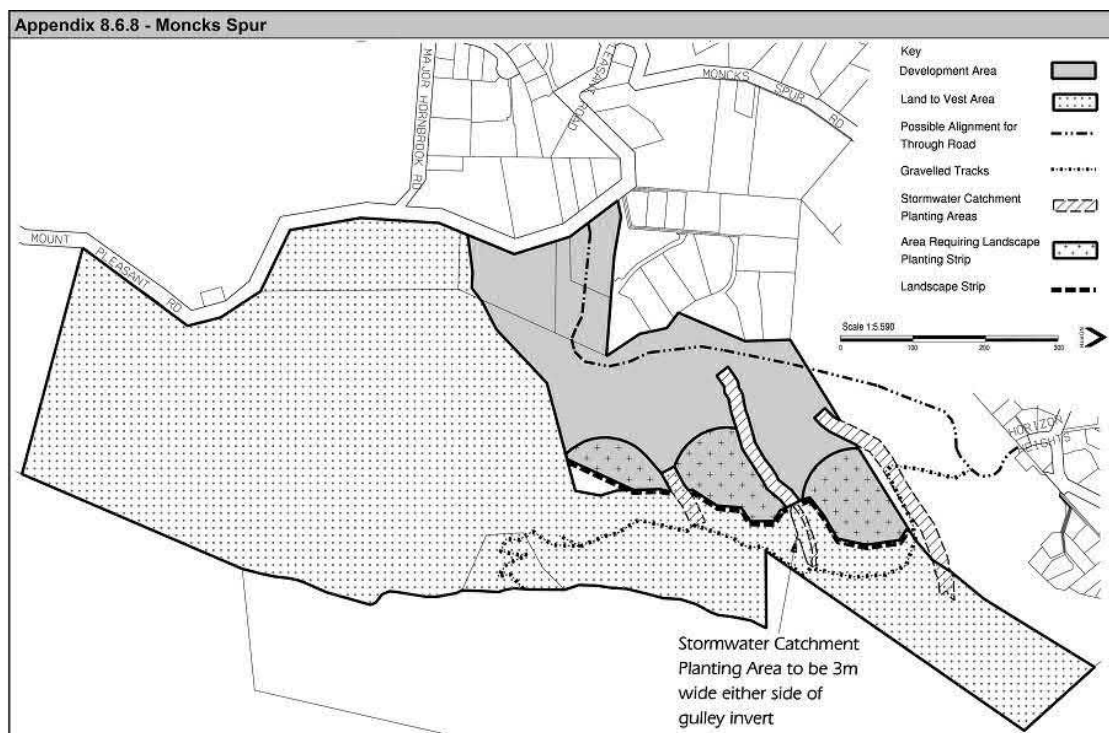 Appendix 8.6.8 - Moncks Spur
MAJOR HORNBROOK RD
EASANT ROAD
MONCKS SPUR RD
MOUNT PLEASANT RD
Key
Development Area
Land to Vest Area
Possible Alignment for
Through Road
Gravelled Tracks
Stormwater Catchment
Planting Areas
Area Requiring Landscape
Planting Strip
Landscape Strip
Scale 1:5.590
0 100 200 300
NORTH
HORIZON
HEIGHTS
Stormwater Catchment
Planting Area to be 3m
wide either side of
gulley invert